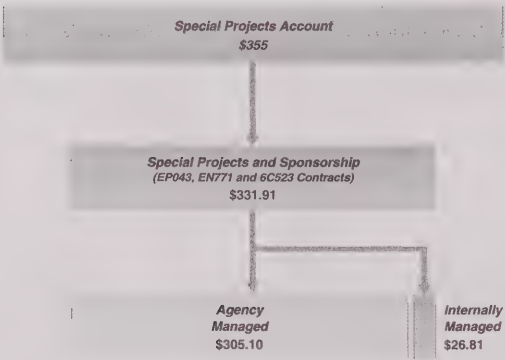 Special Projects Account
$355
Special Projects and Sponsorship
(EP043, EN771 and 6C523 Contracts)
$331.91
Agency
Managed
$305.10
Internally
Managed
$26.81